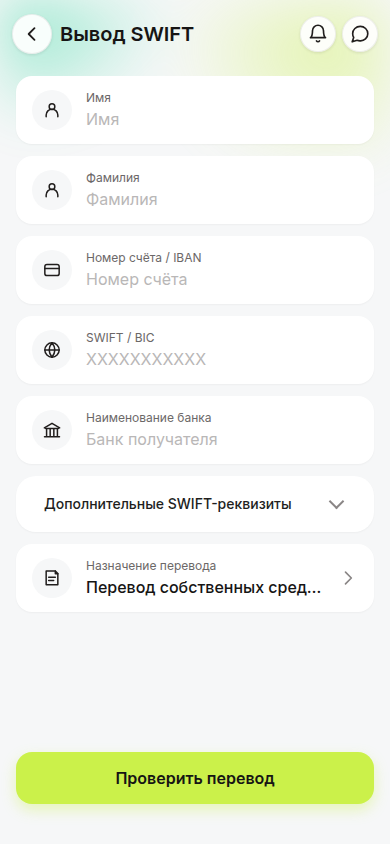 Вывод SWIFT
Имя
Имя
Фамилия
Фамилия
Номер счёта / IBAN
Номер счёта
SWIFT / BIC
XXXXXXXXXXX
Наименование банка
Банк получателя
Дополнительные SWIFT-реквизиты
Назначение перевода
Перевод собственных сред...
Проверить перевод